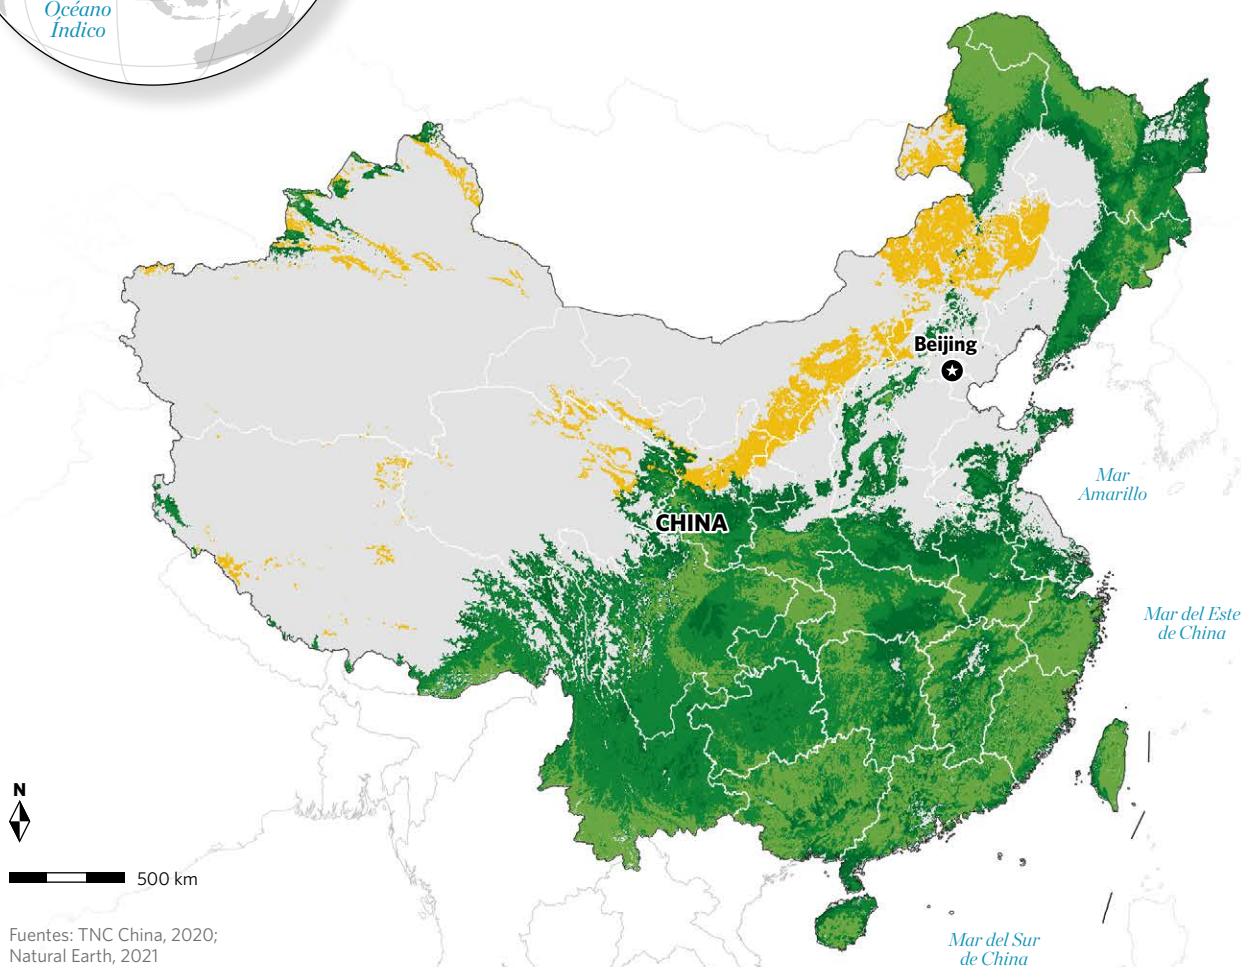 Océano
Índico
Beijing
Mar
Amarillo
CHINA
Mar del Este
de China
N
500 km
Fuentes: TNC China, 2020;
Natural Earth, 2021
Mar del Sur
de China